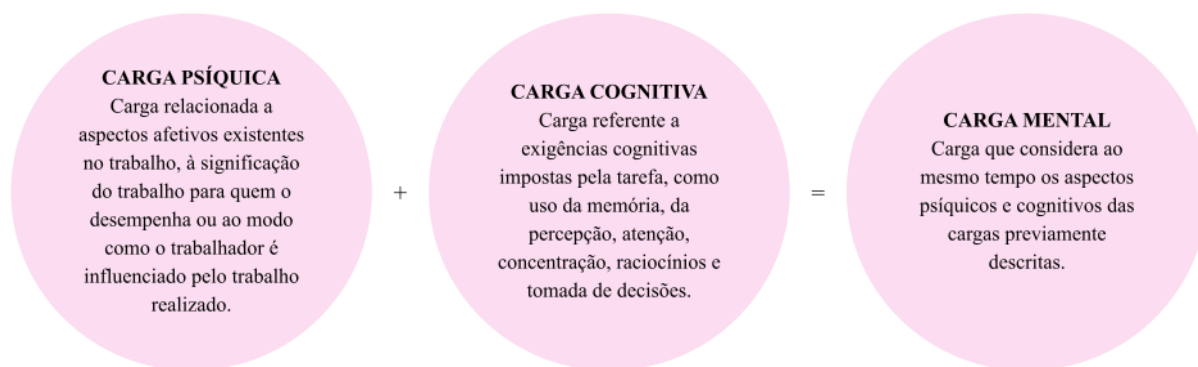 CARGA PSÍQUICA
Carga relacionada a
aspectos afetivos existentes
no trabalho, à significação
do trabalho para quem o
desempenha ou ao modo
como o trabalhador é
influenciado pelo trabalho
realizado.
+
CARGA COGNITIVA
Carga referente a
exigências cognitivas
impostas pela tarefa, como
uso da memória, da
percepção, atenção,
concentração, raciocínios e
tomada de decisões.
=
CARGA MENTAL
Carga que considera ao
mesmo tempo os aspectos
psíquicos e cognitivos das
cargas previamente
descritas.